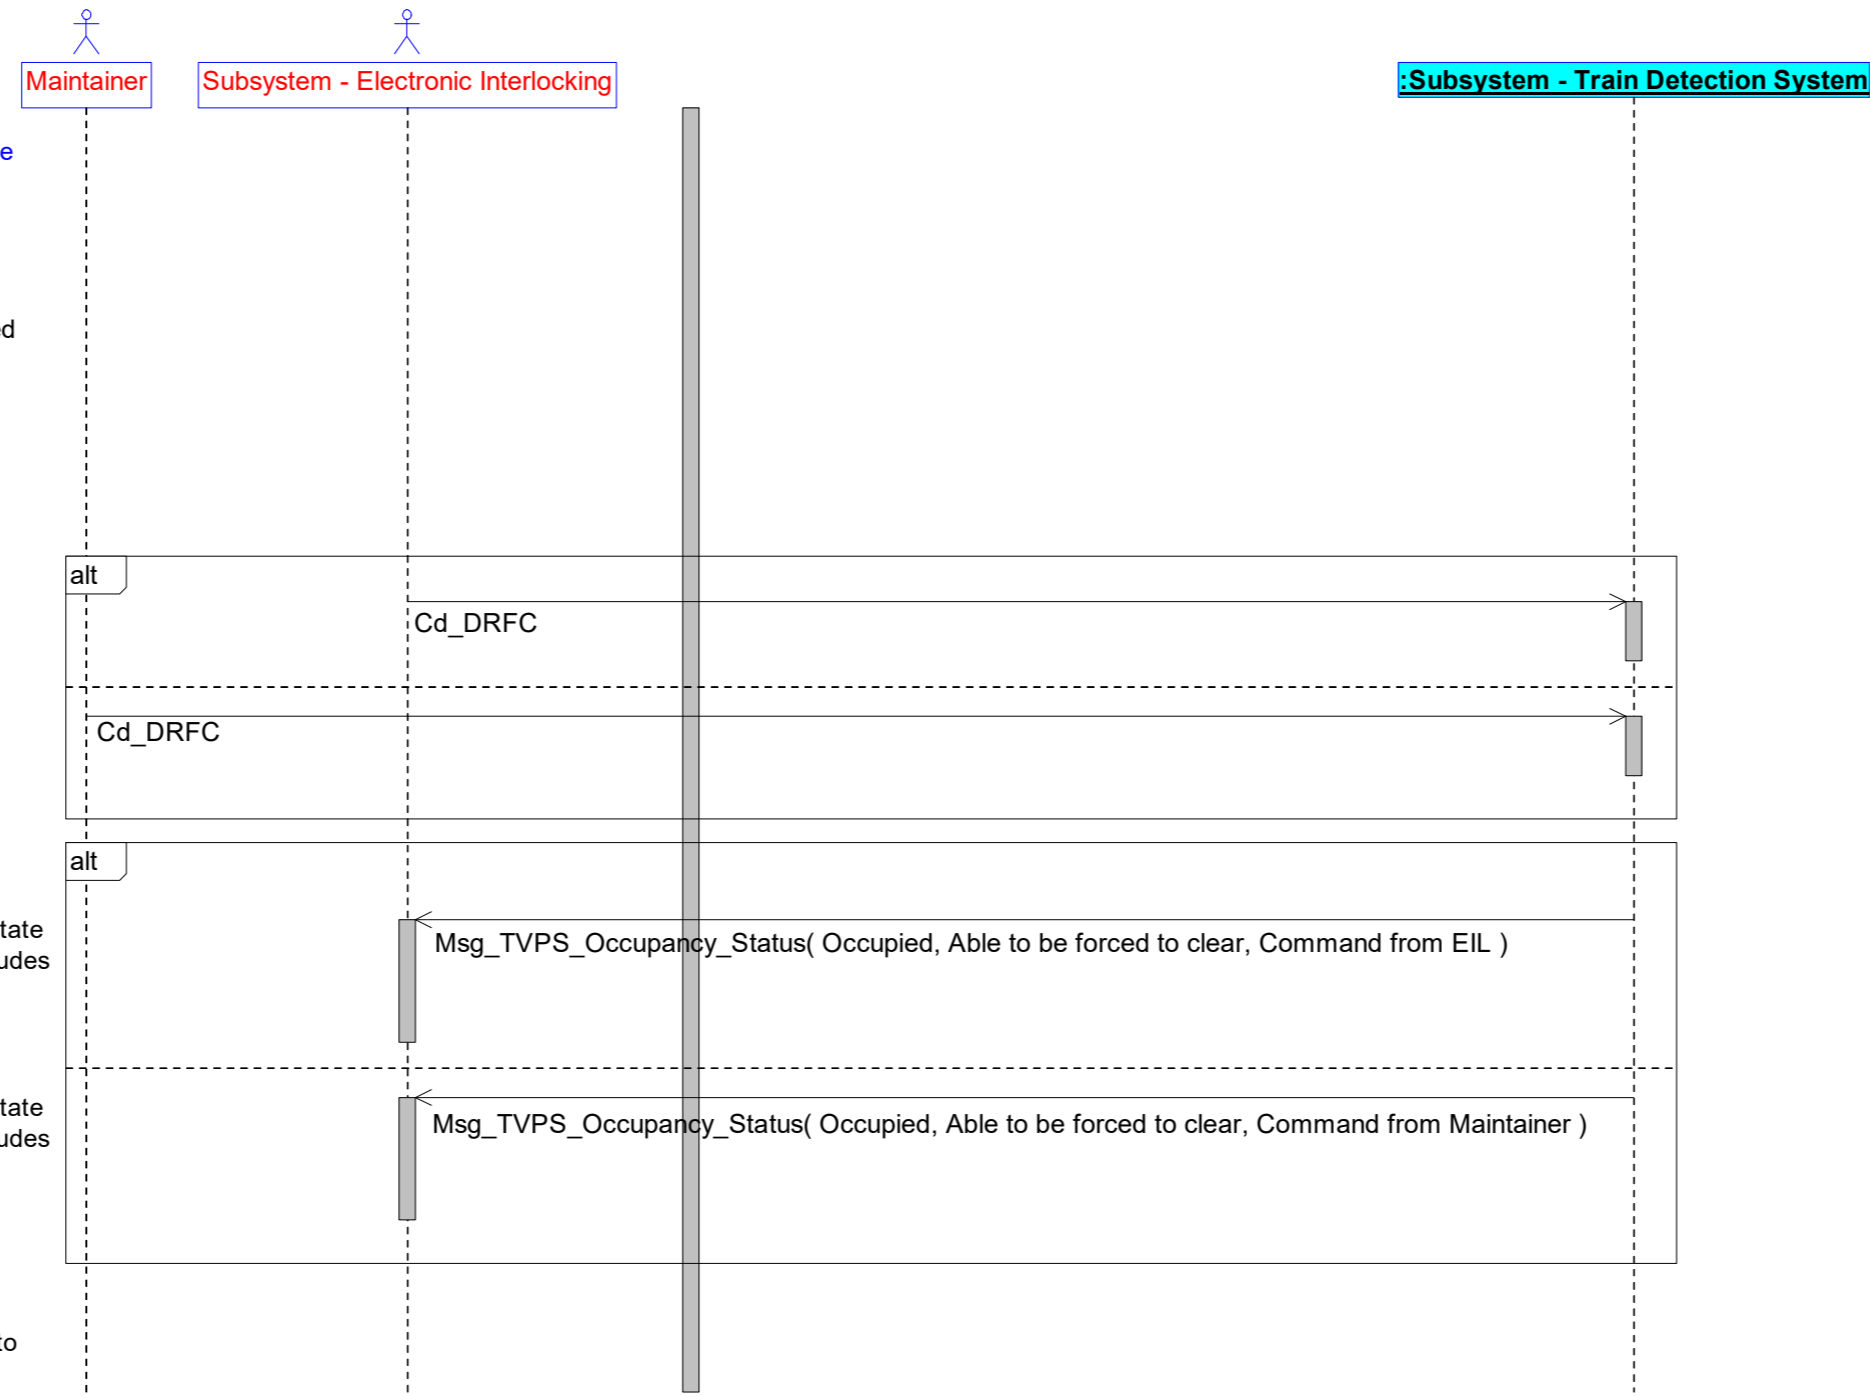 Maintainer
Subsystem - Electronic Interlocking
:Subsystem - Train Detection System
e
ed
alt
Cd_DRFC
Cd_DRFC
alt
tate
udes
Msg_TVPS_Occupancy_Status( Occupied, Able to be forced to clear, Command from EIL )
tate
udes
Msg_TVPS_Occupancy_Status( Occupied, Able to be forced to clear, Command from Maintainer )
to